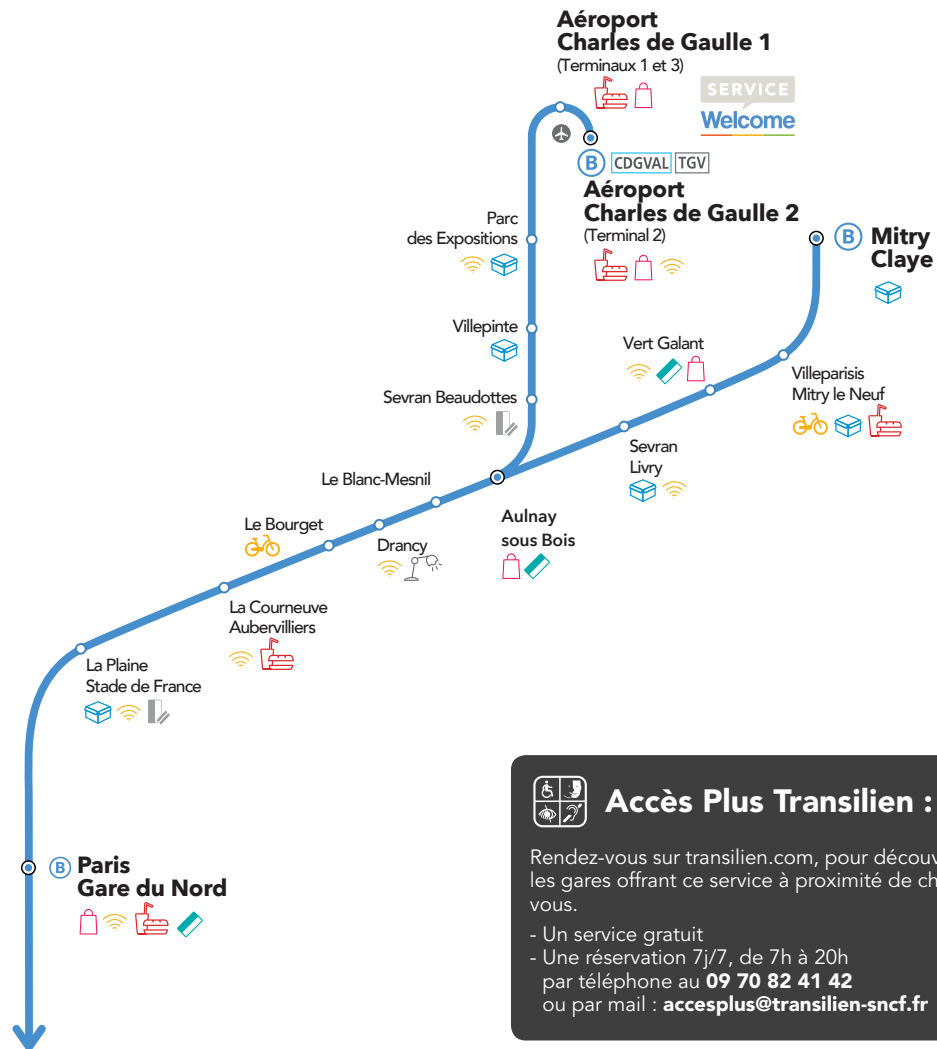 Aéroport
Charles de Gaulle 1
(Terminaux 1 et 3)
SERVICE
Welcome
B CDGVAL TGV
Aéroport
Charles de Gaulle 2
(Terminal 2)
Parc
des Expositions
B Mitry
Claye
Villepinte
Vert Galant
Villeparisis
Mitry le Neuf
Sevran Beaudottes
Sevran
Livry
Le Blanc-Mesnil
Aulnay
sous Bois
Le Bourget
Drancy
La Courneuve
Aubervilliers
La Plaine
Stade de France
B Paris
Gare du Nord
Accès Plus Transilien :
Rendez-vous sur transilien.com, pour découv
les gares offrant ce service à proximité de ch
vous.
- Un service gratuit
- Une réservation 7j/7, de 7h à 20h
par téléphone au 09 70 82 41 42
ou par mail : accesplus@transilien-sncf.fr